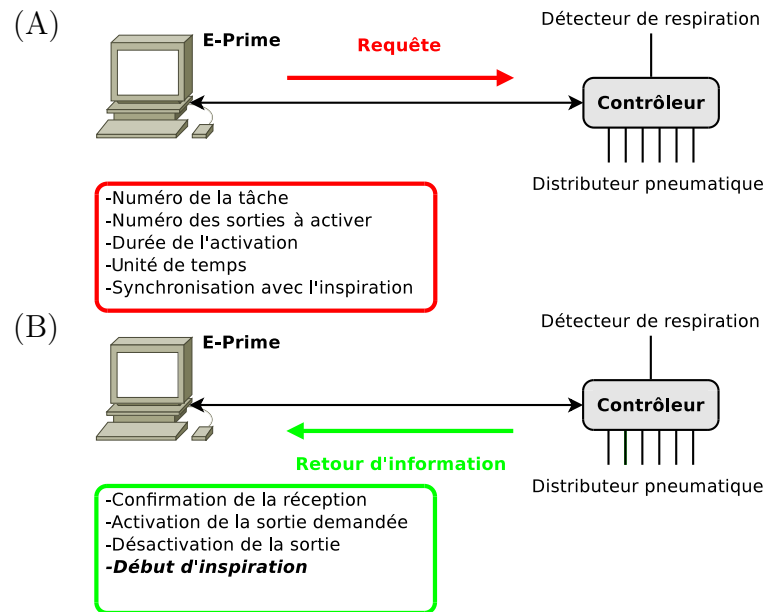 (A)
E-Prime
Requête
Détecteur de respiration
Contrôleur
Distributeur pneumatique
-Numéro de la tâche
-Numéro des sorties à activer
-Durée de l'activation
-Unité de temps
-Synchronisation avec l'inspiration
(B)
E-Prime
Détecteur de respiration
Contrôleur
Retour d'information
Distributeur pneumatique
-Confirmation de la réception
-Activation de la sortie demandée
-Désactivation de la sortie
-Début d'inspiration